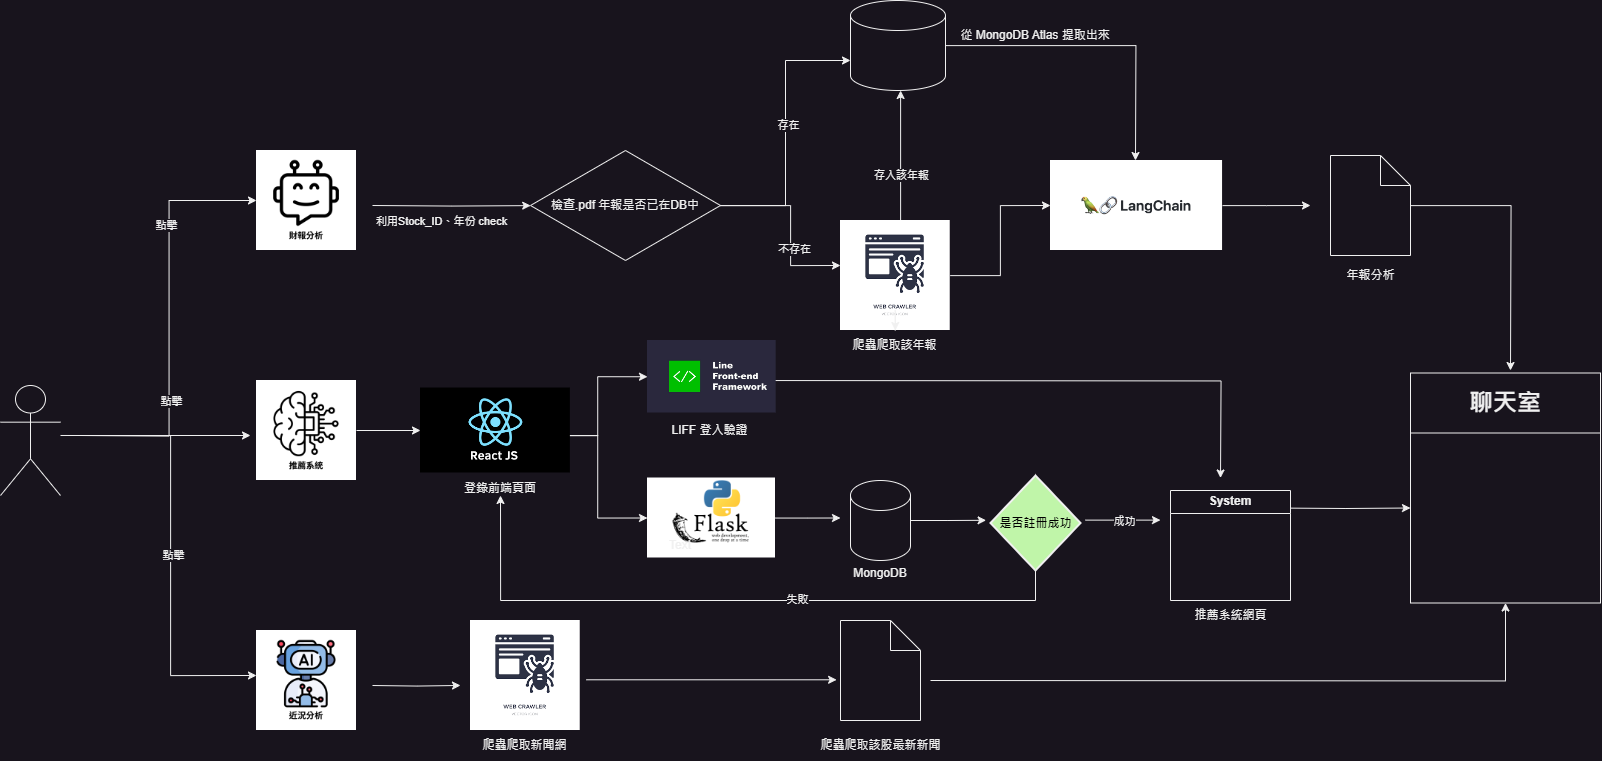 從 MongoDB Atlas 提取出來
存在
存入該年報
點擊
財報分析
利用Stock_ID、年份 check
檢查.pdf 年報是否已在DB中
不存在
WEB CRAWLER
爬蟲爬取該年報
LangChain
年報分析
點擊
推薦系統
React JS
登錄前端頁面
Line
Front-end
Framework
LIFF 登入驗證
Flask
web development,
one drop at a time
Text
MongoDB
是否註冊成功
成功
失敗
System
推薦系統網頁
聊天室
點擊
AI
近況分析
WEB CRAWLER
爬蟲爬取新聞網
爬蟲爬取該股最新新聞